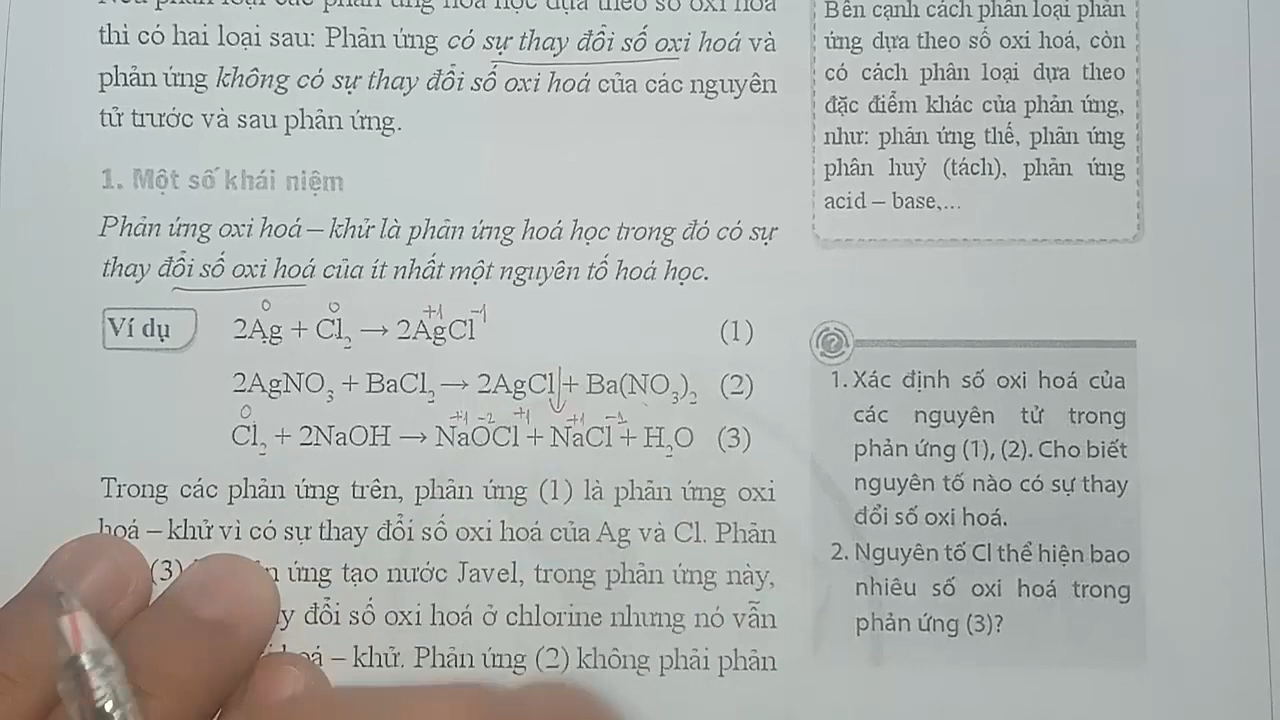 thì có hai loại sau: Phản ứng có sự thay đổi số oxi hoá và
phản ứng không có sự thay đổi số oxi hoá của các nguyên
tử trước và sau phản ứng.
1. Một số khái niệm
Phản ứng oxi hoá – khử là phản ứng hoá học trong đó có sự
thay đổi số oxi hoá của ít nhất một nguyên tố hoá học.
0 0 +1 -1
Ví dụ 2Ag + Cl₂ → 2AgCl (1)
2AgNO₃ + BaCl₂ → 2AgCl↓ + Ba(NO₃)₂ (2)
0 +1 -2 +1 +1 -1
Cl₂ + 2NaOH → NaOCl + NaCl + H₂O (3)
Trong các phản ứng trên, phản ứng (1) là phản ứng oxi
hoá – khử vì có sự thay đổi số oxi hoá của Ag và Cl. Phản
(3) ứng tạo nước Javel, trong phản ứng này,
đổi số oxi hoá ở chlorine nhưng nó vẫn
– khử. Phản ứng (2) không phải phản
Bên cạnh cách phân loại phản
ứng dựa theo số oxi hoá, còn
có cách phân loại dựa theo
đặc điểm khác của phản ứng,
như: phản ứng thế, phản ứng
phân huỷ (tách), phản ứng
acid – base,...
?
1. Xác định số oxi hoá của
các nguyên tử trong
phản ứng (1), (2). Cho biết
nguyên tố nào có sự thay
đổi số oxi hoá.
2. Nguyên tố Cl thể hiện bao
nhiêu số oxi hoá trong
phản ứng (3)?